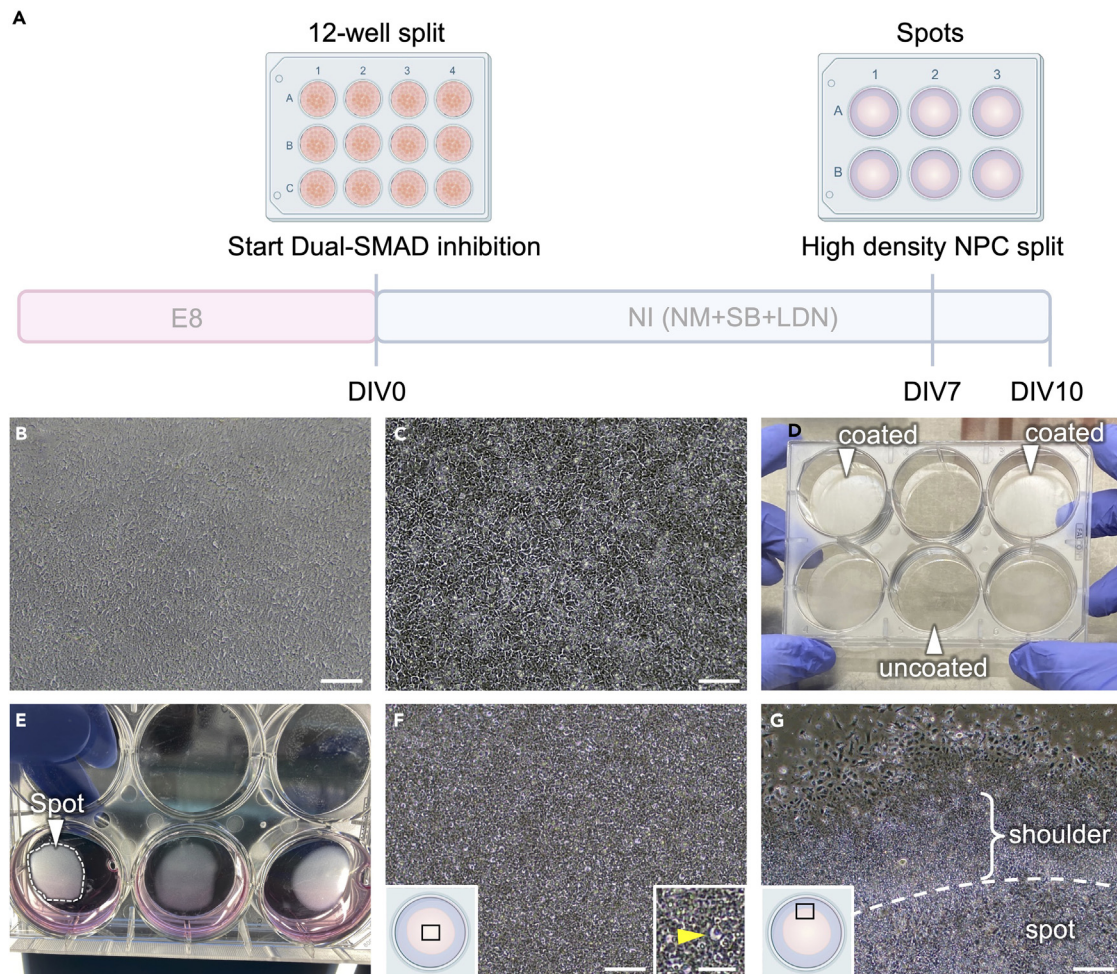 A
12-well split
Spots
1 2 3 4
1 2 3
A
B
C
A
B
Start Dual-SMAD inhibition
High density NPC split
E8
NI (NM+SB+LDN)
DIV0
DIV7
DIV10
B
C
D
coated
coated
uncoated
E
Spot
F
G
shoulder
spot